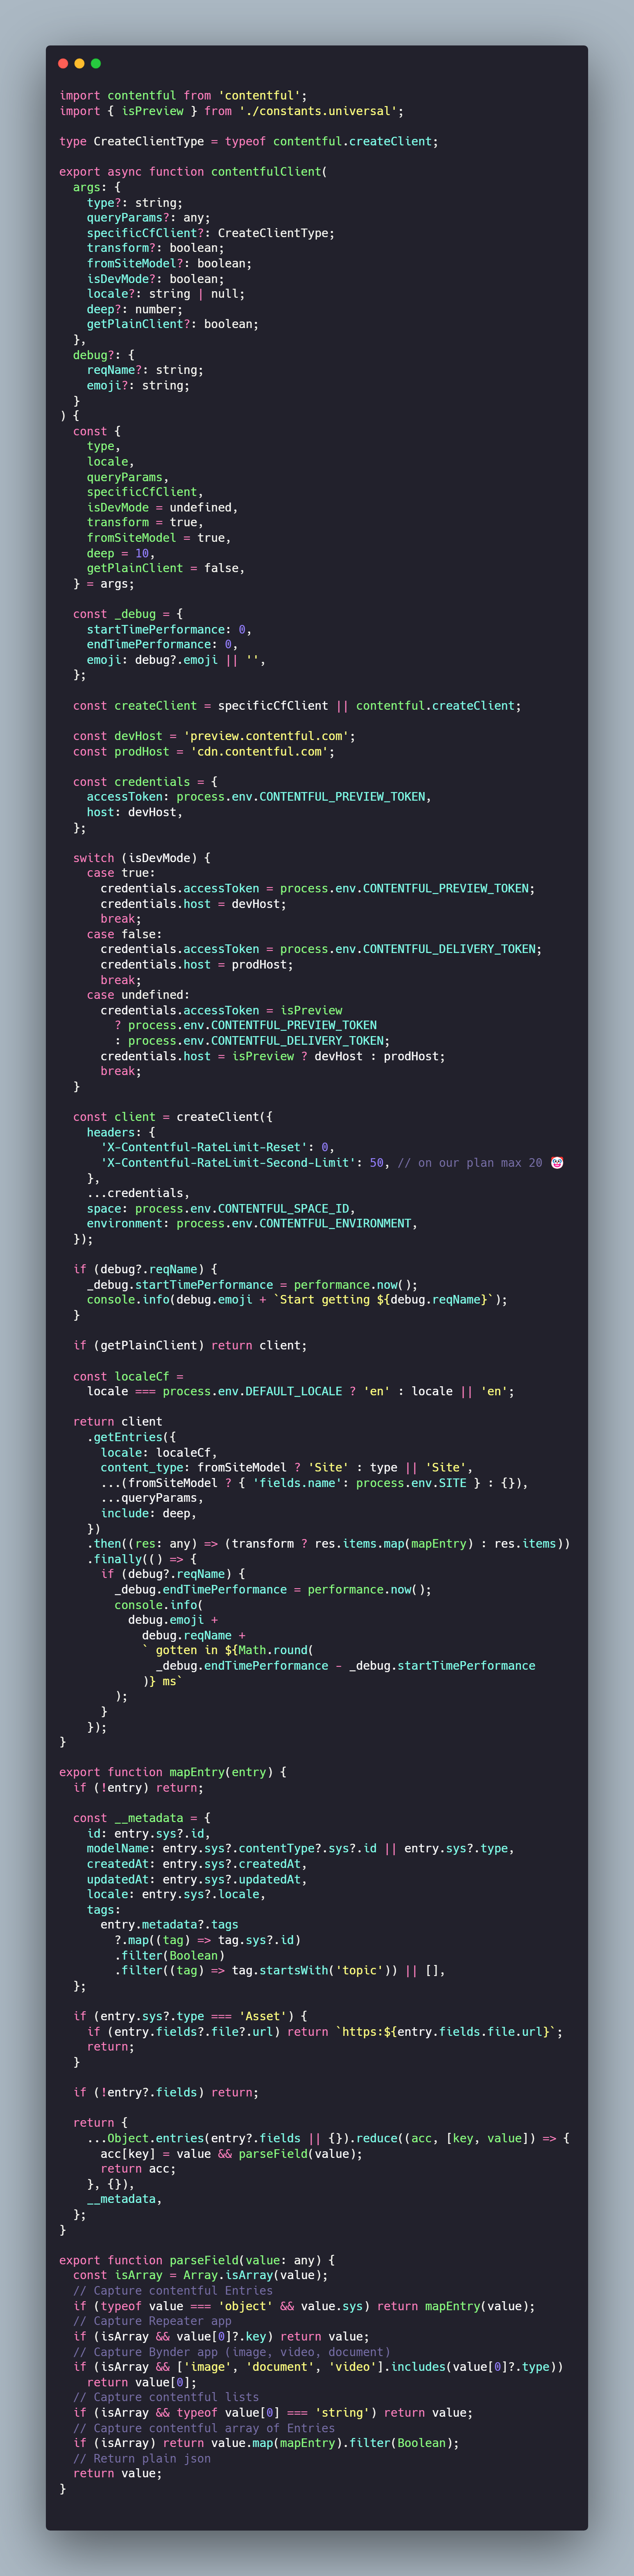 import contentful from 'contentful';
import { isPreview } from './constants.universal';

type CreateClientType = typeof contentful.createClient;

export async function contentfulClient(
  args: {
    type?: string;
    queryParams?: any;
    specificCfClient?: CreateClientType;
    transform?: boolean;
    fromSiteModel?: boolean;
    isDevMode?: boolean;
    locale?: string | null;
    deep?: number;
    getPlainClient?: boolean;
  },
  debug?: {
    reqName?: string;
    emoji?: string;
  }
) {
  const {
    type,
    locale,
    queryParams,
    specificCfClient,
    isDevMode = undefined,
    transform = true,
    fromSiteModel = true,
    deep = 10,
    getPlainClient = false,
  } = args;

  const _debug = {
    startTimePerformance: 0,
    endTimePerformance: 0,
    emoji: debug?.emoji || '',
  };

  const createClient = specificCfClient || contentful.createClient;

  const devHost = 'preview.contentful.com';
  const prodHost = 'cdn.contentful.com';

  const credentials = {
    accessToken: process.env.CONTENTFUL_PREVIEW_TOKEN,
    host: devHost,
  };

  switch (isDevMode) {
    case true:
      credentials.accessToken = process.env.CONTENTFUL_PREVIEW_TOKEN;
      credentials.host = devHost;
      break;
    case false:
      credentials.accessToken = process.env.CONTENTFUL_DELIVERY_TOKEN;
      credentials.host = prodHost;
      break;
    case undefined:
      credentials.accessToken = isPreview
        ? process.env.CONTENTFUL_PREVIEW_TOKEN
        : process.env.CONTENTFUL_DELIVERY_TOKEN;
      credentials.host = isPreview ? devHost : prodHost;
      break;
  }

  const client = createClient({
    headers: {
      'X-Contentful-RateLimit-Reset': 0,
      'X-Contentful-RateLimit-Second-Limit': 50, // on our plan max 20 🤡
    },
    ...credentials,
    space: process.env.CONTENTFUL_SPACE_ID,
    environment: process.env.CONTENTFUL_ENVIRONMENT,
  });

  if (debug?.reqName) {
    _debug.startTimePerformance = performance.now();
    console.info(debug.emoji + `Start getting ${debug.reqName}`);
  }

  if (getPlainClient) return client;

  const localeCf =
    locale === process.env.DEFAULT_LOCALE ? 'en' : locale || 'en';

  return client
    .getEntries({
      locale: localeCf,
      content_type: fromSiteModel ? 'Site' : type || 'Site',
      ...(fromSiteModel ? { 'fields.name': process.env.SITE } : {}),
      ...queryParams,
      include: deep,
    })
    .then((res: any) => (transform ? res.items.map(mapEntry) : res.items))
    .finally(() => {
      if (debug?.reqName) {
        _debug.endTimePerformance = performance.now();
        console.info(
          debug.emoji +
            debug.reqName +
            ` gotten in ${Math.round(
              _debug.endTimePerformance - _debug.startTimePerformance
            )} ms`
        );
      }
    });
}

export function mapEntry(entry) {
  if (!entry) return;

  const __metadata = {
    id: entry.sys?.id,
    modelName: entry.sys?.contentType?.sys?.id || entry.sys?.type,
    createdAt: entry.sys?.createdAt,
    updatedAt: entry.sys?.updatedAt,
    locale: entry.sys?.locale,
    tags:
      entry.metadata?.tags
        ?.map((tag) => tag.sys?.id)
        .filter(Boolean)
        .filter((tag) => tag.startsWith('topic')) || [],
  };

  if (entry.sys?.type === 'Asset') {
    if (entry.fields?.file?.url) return `https:${entry.fields.file.url}`;
    return;
  }

  if (!entry?.fields) return;

  return {
    ...Object.entries(entry?.fields || {}).reduce((acc, [key, value]) => {
      acc[key] = value && parseField(value);
      return acc;
    }, {}),
    __metadata,
  };
}

export function parseField(value: any) {
  const isArray = Array.isArray(value);
  // Capture contentful Entries
  if (typeof value === 'object' && value.sys) return mapEntry(value);
  // Capture Repeater app
  if (isArray && value[0]?.key) return value;
  // Capture Bynder app (image, video, document)
  if (isArray && ['image', 'document', 'video'].includes(value[0]?.type))
    return value[0];
  // Capture contentful lists
  if (isArray && typeof value[0] === 'string') return value;
  // Capture contentful array of Entries
  if (isArray) return value.map(mapEntry).filter(Boolean);
  // Return plain json
  return value;
}